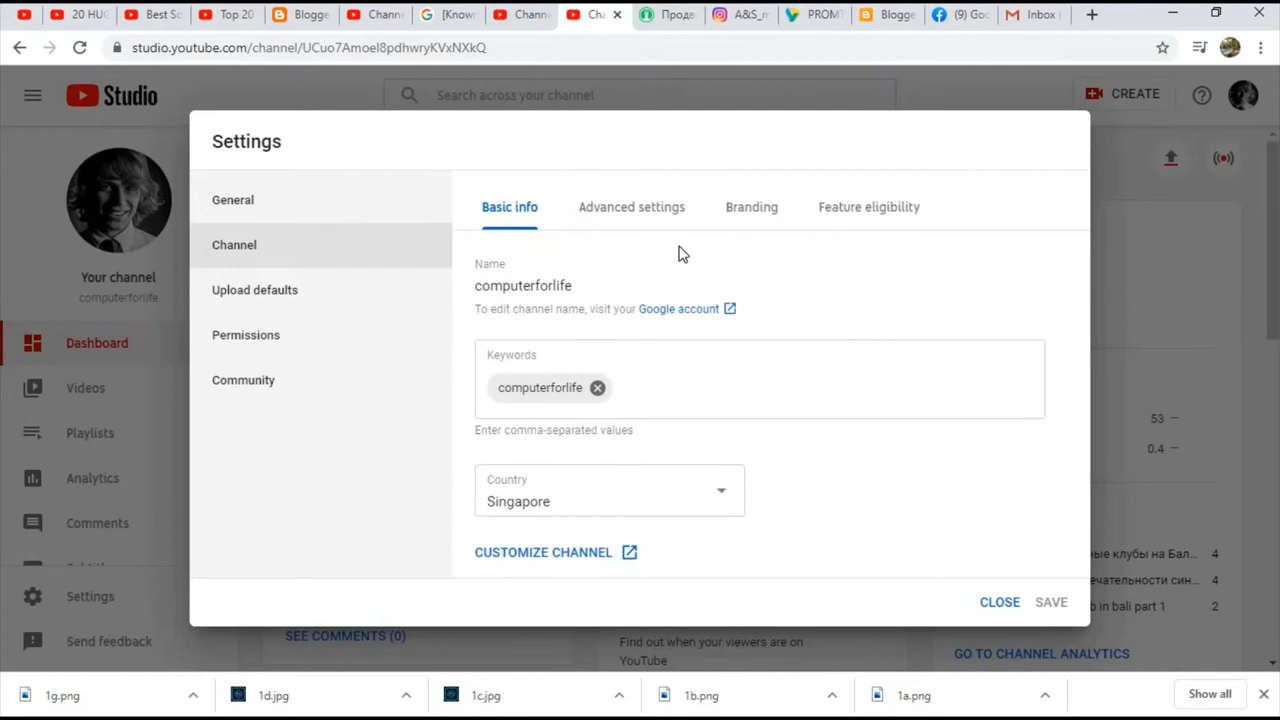 20 HUG
Best So
Top 20
Blogge
Chann
[Know
Chann
Cha
Продв
A&S_m
PROMT
Blogge
(9) Goo
Inbox (
studio.youtube.com/channel/UCuo7Amoel8pdhwryKVxNXkQ
Studio
Search across your channel
CREATE
Settings
Your channel
computerforlife
Dashboard
Videos
Playlists
Analytics
Comments
Settings
Send feedback
General
Channel
Upload defaults
Permissions
Community
Basic info
Advanced settings
Branding
Feature eligibility
Name
computerforlife
To edit channel name, visit your Google account
Keywords
computerforlife
Enter comma-separated values
Country
Singapore
CUSTOMIZE CHANNEL
CLOSE
SAVE
53 —
0.4 —
ные клубы на Бал... 4
ечательности син... 4
b in bali part 1 2
GO TO CHANNEL ANALYTICS
SEE COMMENTS (0)
Find out when your viewers are on
YouTube
1g.png
1d.jpg
1c.jpg
1b.png
1a.png
Show all